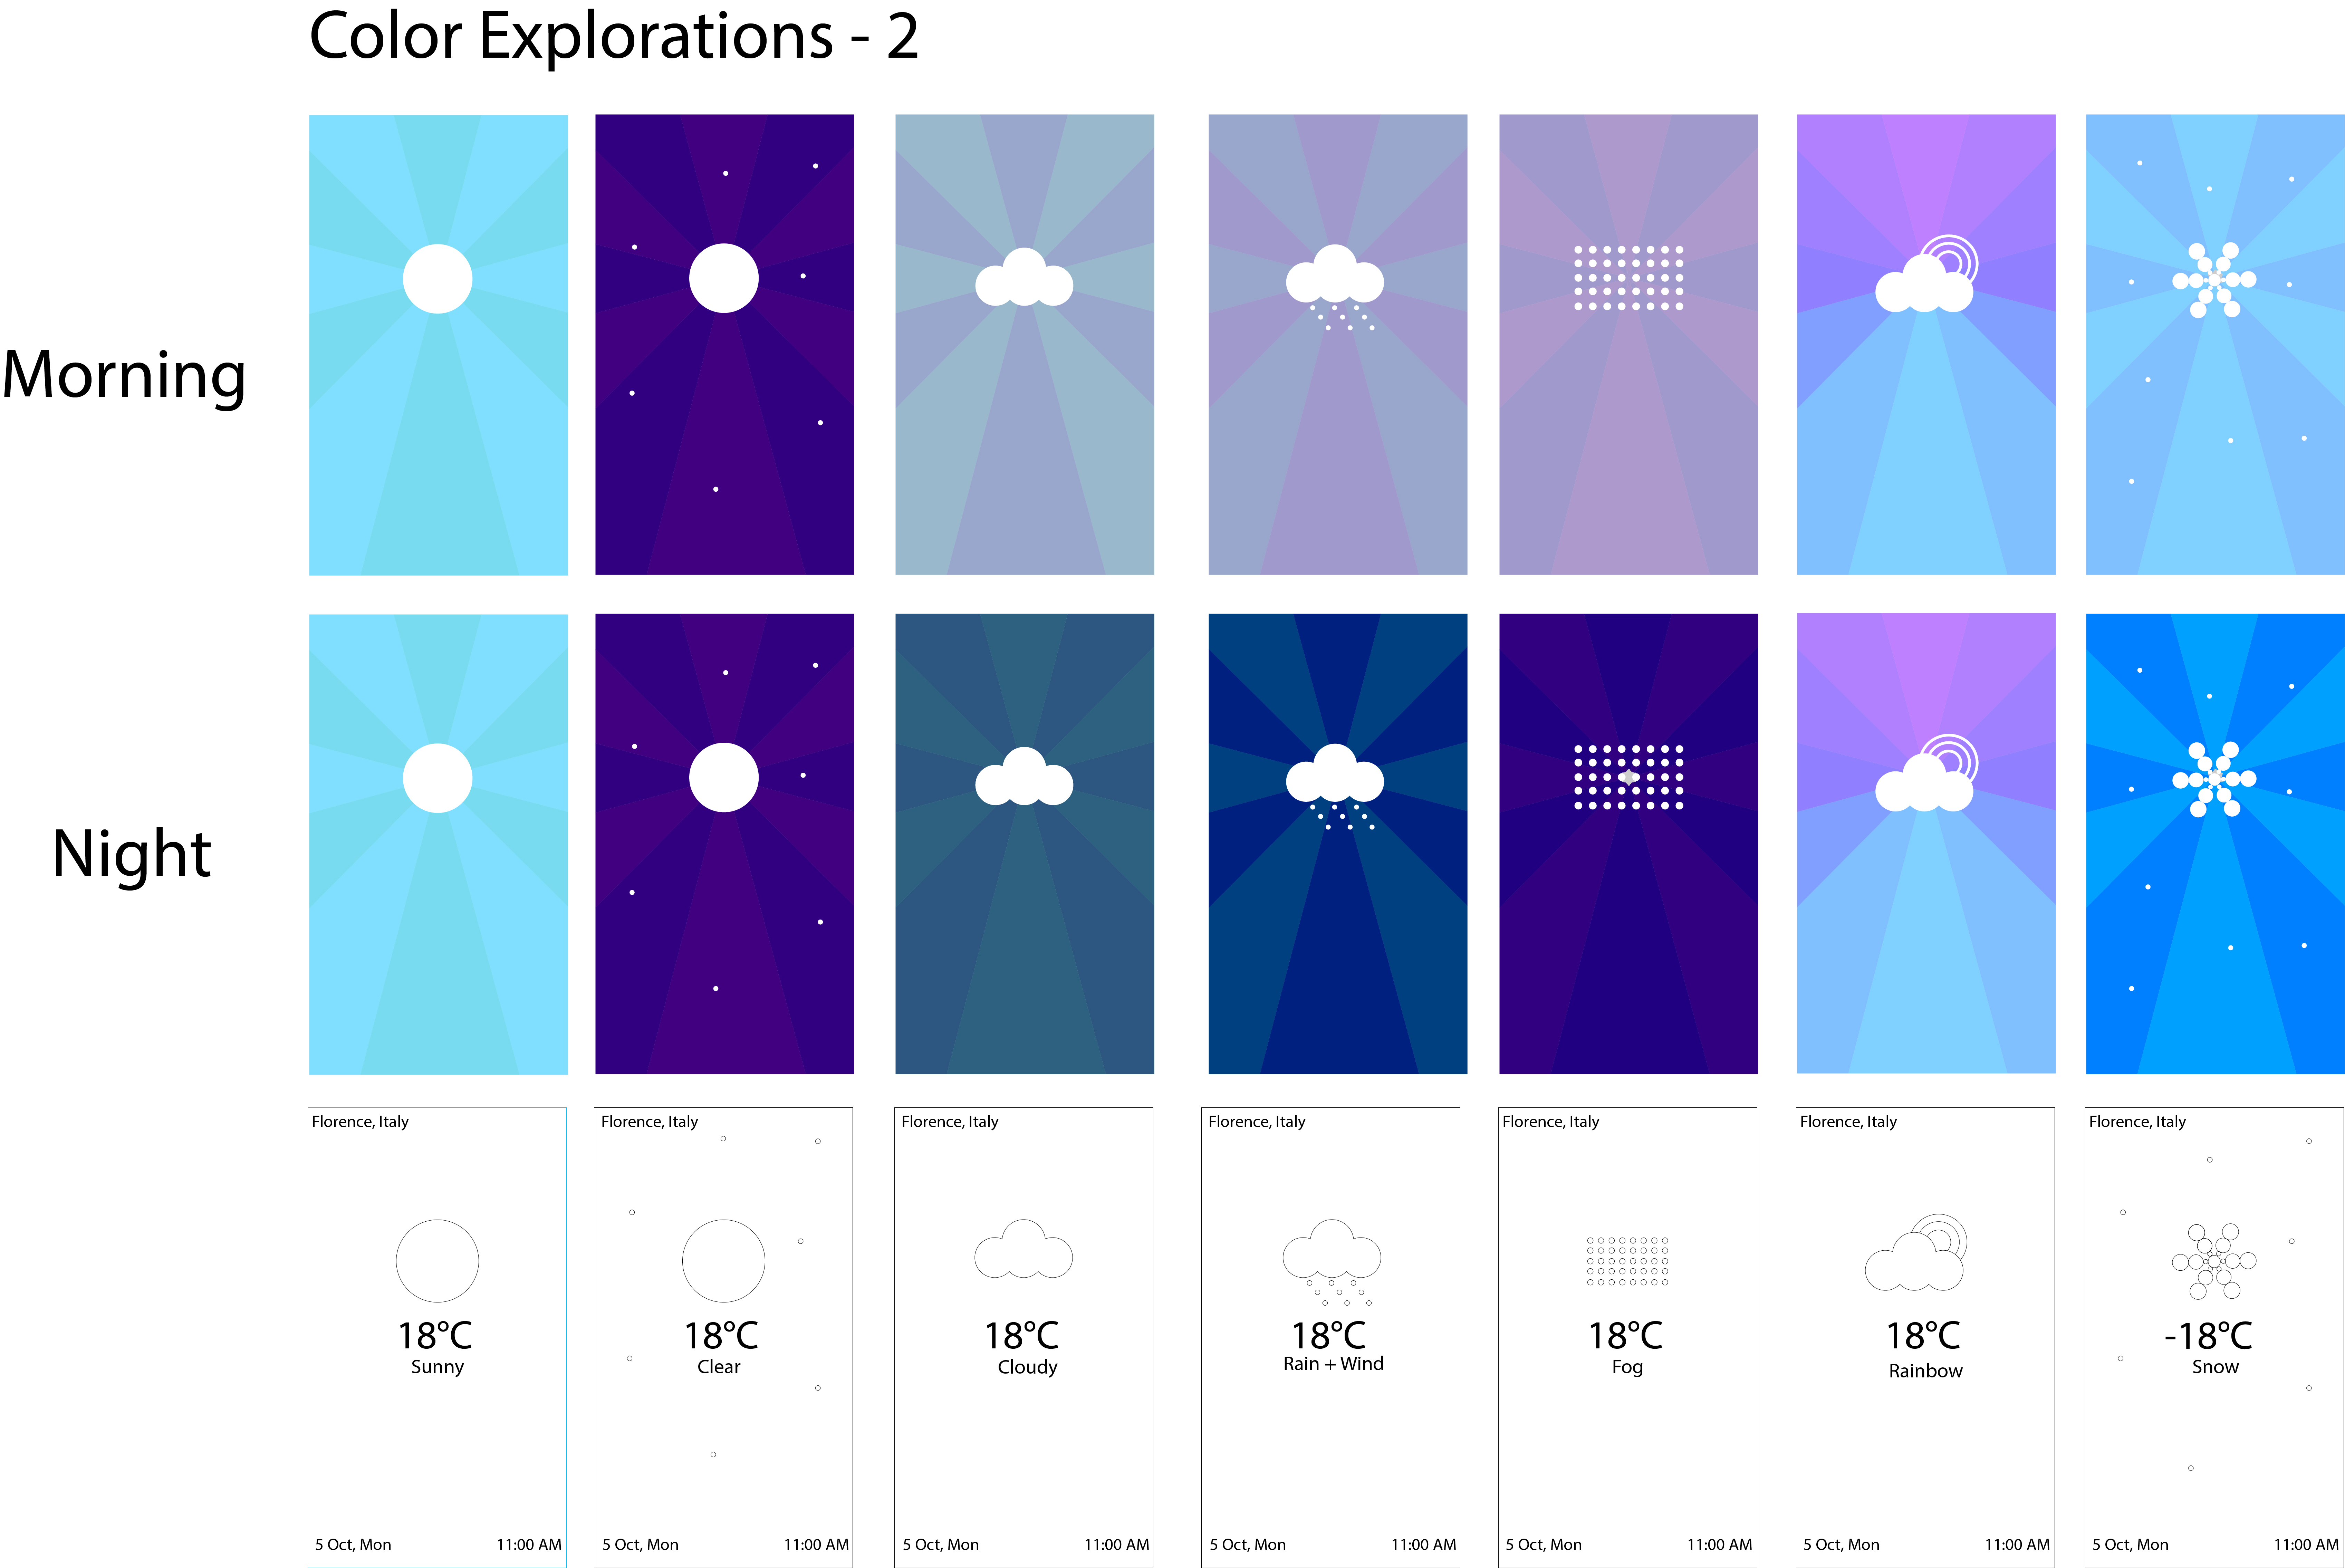 Color Explorations - 2
Morning
Night
Florence, Italy
18°C
Sunny
5 Oct, Mon
11:00 AM
Florence, Italy
18°C
Clear
5 Oct, Mon
11:00 AM
Florence, Italy
18°C
Cloudy
5 Oct, Mon
11:00 AM
Florence, Italy
18°C
Rain + Wind
5 Oct, Mon
11:00 AM
Florence, Italy
18°C
Fog
5 Oct, Mon
11:00 AM
Florence, Italy
18°C
Rainbow
5 Oct, Mon
11:00 AM
Florence, Italy
-18°C
Snow
5 Oct, Mon
11:00 AM